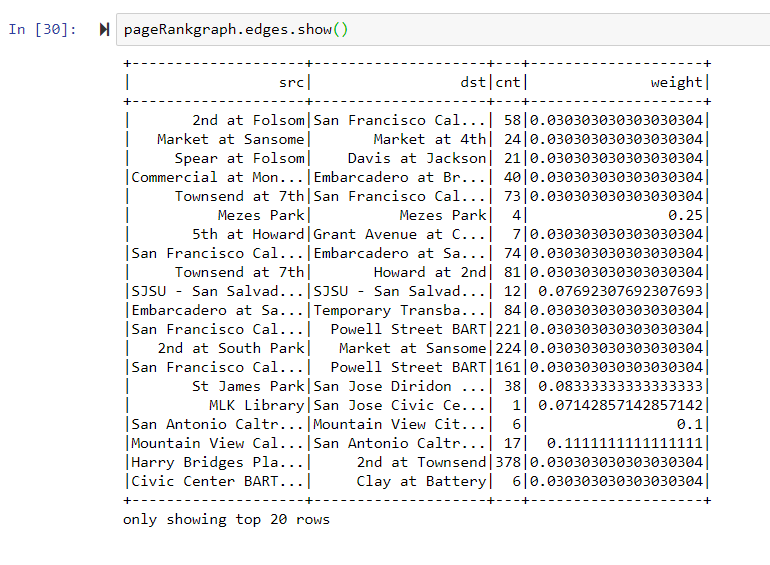 In [30]: pageRankgraph.edges.show()
+--------------------+--------------------+---+--------------------+
|                 src|                 dst|cnt|              weight|
+--------------------+--------------------+---+--------------------+
|       2nd at Folsom|San Francisco Cal...| 58|0.030303030303030304|
|   Market at Sansome|       Market at 4th| 24|0.030303030303030304|
|     Spear at Folsom|    Davis at Jackson| 21|0.030303030303030304|
|Commercial at Mon...|Embarcadero at Br...| 40|0.030303030303030304|
|     Townsend at 7th|San Francisco Cal...| 73|0.030303030303030304|
|          Mezes Park|          Mezes Park|  4|                0.25|
|       5th at Howard|Grant Avenue at C...|  7|0.030303030303030304|
|San Francisco Cal...|Embarcadero at Sa...| 74|0.030303030303030304|
|     Townsend at 7th|       Howard at 2nd| 81|0.030303030303030304|
|SJSU - San Salvad...|SJSU - San Salvad...| 12| 0.07692307692307693|
|Embarcadero at Sa...|Temporary Transba...| 84|0.030303030303030304|
|San Francisco Cal...|  Powell Street BART|221|0.030303030303030304|
|   2nd at South Park|   Market at Sansome|224|0.030303030303030304|
|San Francisco Cal...|  Powell Street BART|161|0.030303030303030304|
|       St James Park|San Jose Diridon ...| 38| 0.08333333333333333|
|         MLK Library|San Jose Civic Ce...|  1| 0.07142857142857142|
|San Antonio Caltr...|Mountain View Cit...|  6|                 0.1|
|Mountain View Cal...|San Antonio Caltr...| 17|  0.1111111111111111|
|Harry Bridges Pla...|     2nd at Townsend|378|0.030303030303030304|
|Civic Center BART...|     Clay at Battery|  6|0.030303030303030304|
+--------------------+--------------------+---+--------------------+
only showing top 20 rows